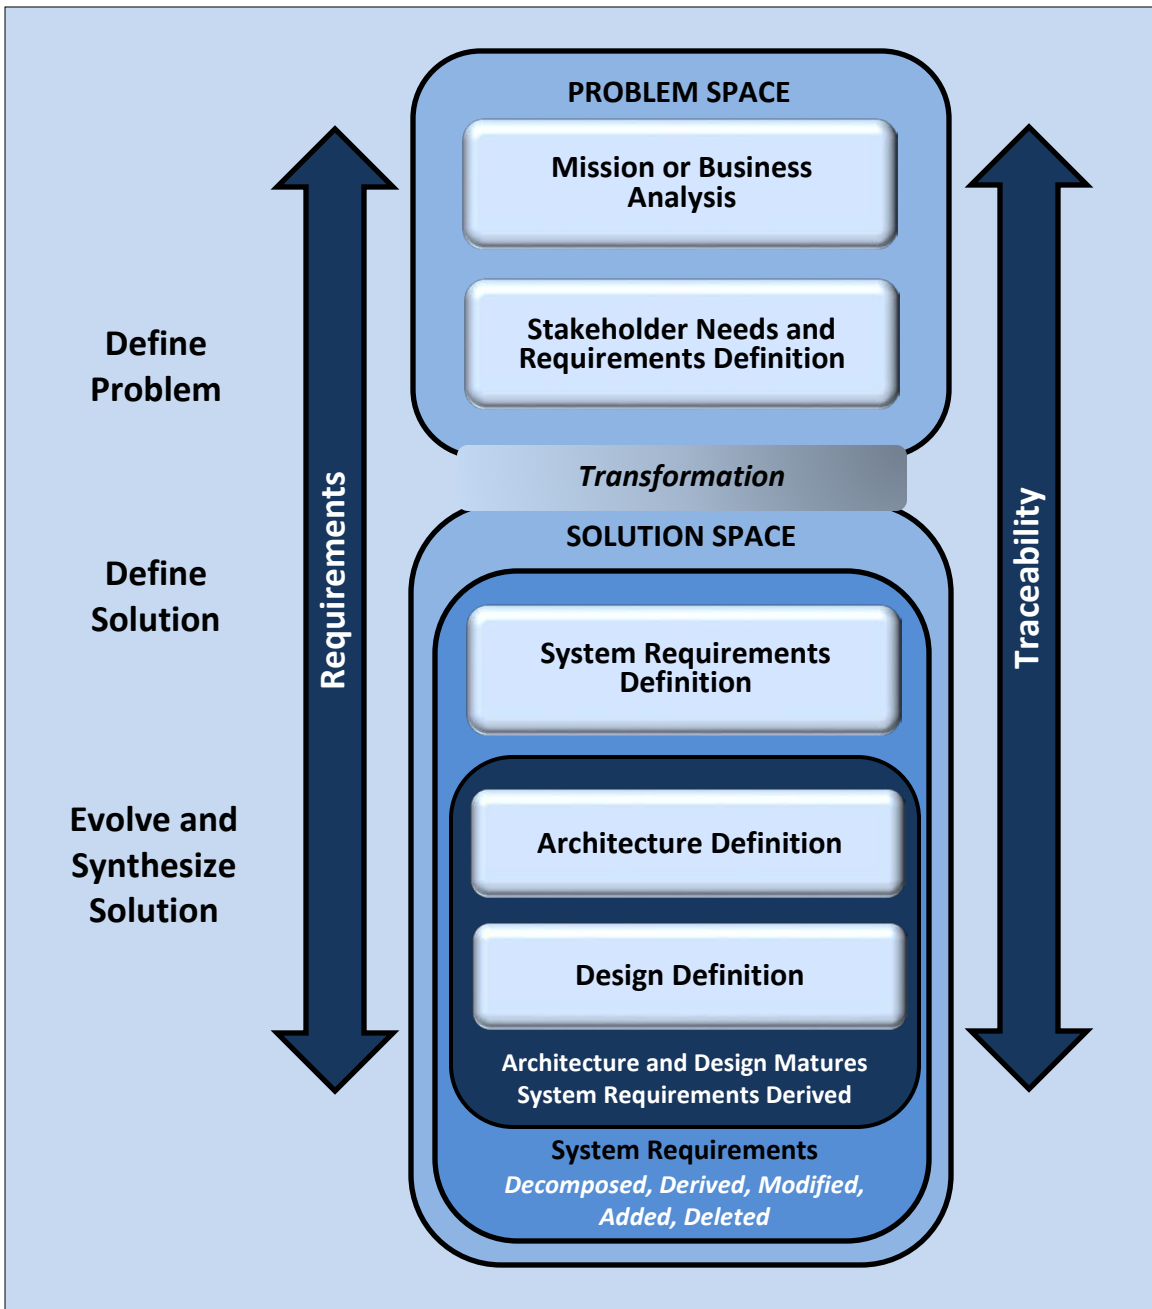 PROBLEM SPACE
Mission or Business
Analysis
Stakeholder Needs and
Requirements Definition
Define
Problem
Transformation
Requirements
Traceability
SOLUTION SPACE
Define
Solution
System Requirements
Definition
Evolve and
Synthesize
Solution
Architecture Definition
Design Definition
Architecture and Design Matures
System Requirements Derived
System Requirements
Decomposed, Derived, Modified,
Added, Deleted